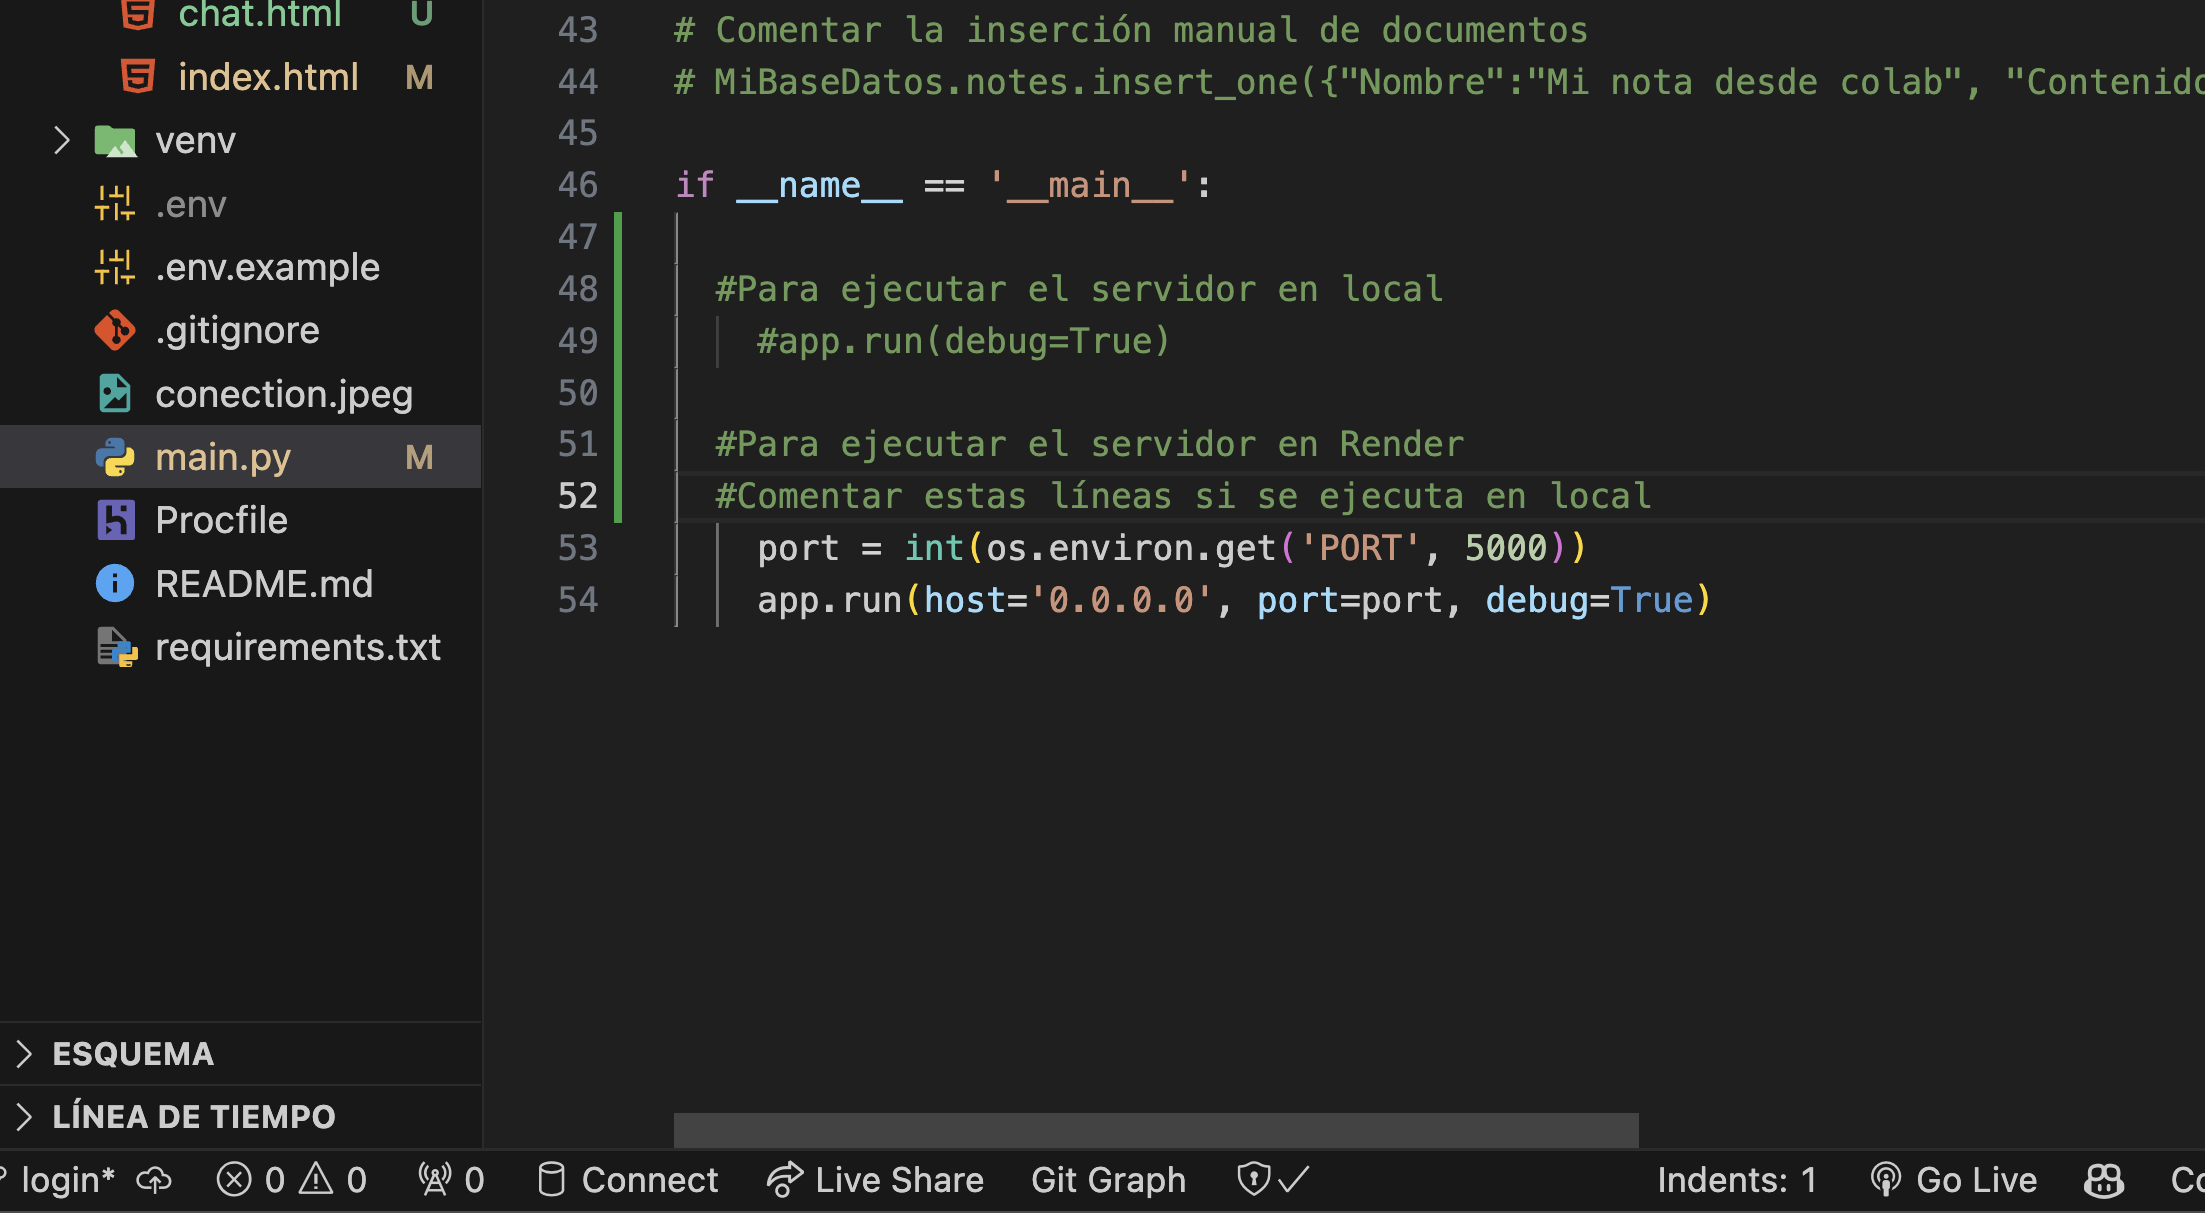 chat.html U
index.html M
venv
.env
.env.example
.gitignore
conection.jpeg
main.py M
Procfile
README.md
requirements.txt
ESQUEMA
LÍNEA DE TIEMPO
43 # Comentar la inserción manual de documentos
44 # MiBaseDatos.notes.insert_one({"Nombre":"Mi nota desde colab", "Contenido
45
46 if __name__ == '__main__':
47
48 #Para ejecutar el servidor en local
49 #app.run(debug=True)
50
51 #Para ejecutar el servidor en Render
52 #Comentar estas líneas si se ejecuta en local
53 port = int(os.environ.get('PORT', 5000))
54 app.run(host='0.0.0.0', port=port, debug=True)
login* 0 0 0 Connect Live Share Git Graph Indents: 1 Go Live